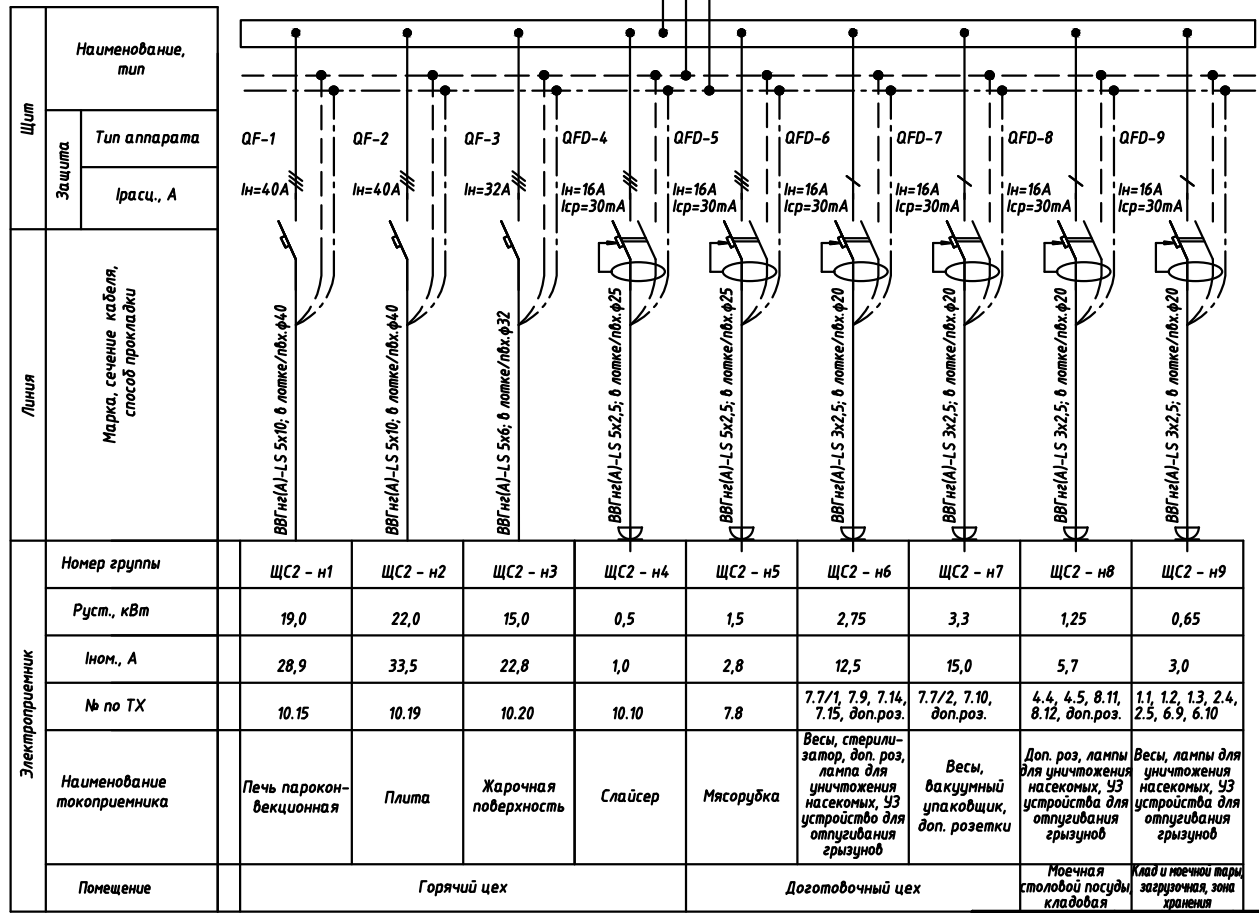 Щит
Наименование,
тип
Защита
Тип аппарата
QF-1
QF-2
QF-3
QFD-4
QFD-5
QFD-6
QFD-7
QFD-8
QFD-9
Iрасц., А
Iн=40А
Iн=40А
Iн=32А
Iн=16А
Iср=30mA
Iн=16А
Iср=30mA
Iн=16А
Iср=30mA
Iн=16А
Iср=30mA
Iн=16А
Iср=30mA
Iн=16А
Iср=30mA
Линия
Марка, сечение кабеля,
способ прокладки
ВВГнг(А)-LS 5х10; в лотке/пвх.ф40
ВВГнг(А)-LS 5х10; в лотке/пвх.ф40
ВВГнг(А)-LS 5х6; в лотке/пвх.ф32
ВВГнг(А)-LS 5х2,5; в лотке/пвх.ф25
ВВГнг(А)-LS 5х2,5; в лотке/пвх.ф25
ВВГнг(А)-LS 3х2,5; в лотке/пвх.ф20
ВВГнг(А)-LS 3х2,5; в лотке/пвх.ф20
ВВГнг(А)-LS 3х2,5; в лотке/пвх.ф20
ВВГнг(А)-LS 3х2,5; в лотке/пвх.ф20
Электроприемник
Номер группы
ЩС2 - н1
ЩС2 - н2
ЩС2 - н3
ЩС2 - н4
ЩС2 - н5
ЩС2 - н6
ЩС2 - н7
ЩС2 - н8
ЩС2 - н9
Руст., кВт
19,0
22,0
15,0
0,5
1,5
2,75
3,3
1,25
0,65
Iном., А
28,9
33,5
22,8
1,0
2,8
12,5
15,0
5,7
3,0
№ по ТХ
10.15
10.19
10.20
10.10
7.8
7.7/1, 7.9, 7.14,
7.15, доп.роз.
7.7/2, 7.10,
доп.роз.
4.4, 4.5, 8.11,
8.12, доп.роз.
1.1, 1.2, 1.3, 2.4,
2.5, 6.9, 6.10
Наименование
токоприемника
Печь парокон-
векционная
Плита
Жарочная
поверхность
Слайсер
Мясорубка
Весы, стерили-
затор, доп. роз,
лампа для
уничтожения
насекомых, УЗ
устройство для
отпугивания
грызунов
Весы,
вакуумный
упаковщик,
доп. розетки
Доп. роз, лампы
для уничтожения
насекомых, УЗ
устройства для
отпугивания
грызунов
Весы, лампы для
уничтожения
насекомых, УЗ
устройства для
отпугивания
грызунов
Помещение
Горячий цех
Доготовочный цех
Моечная
столовой посуды,
кладовая
Клад и моечной тары,
загрузочная, зона
хранения